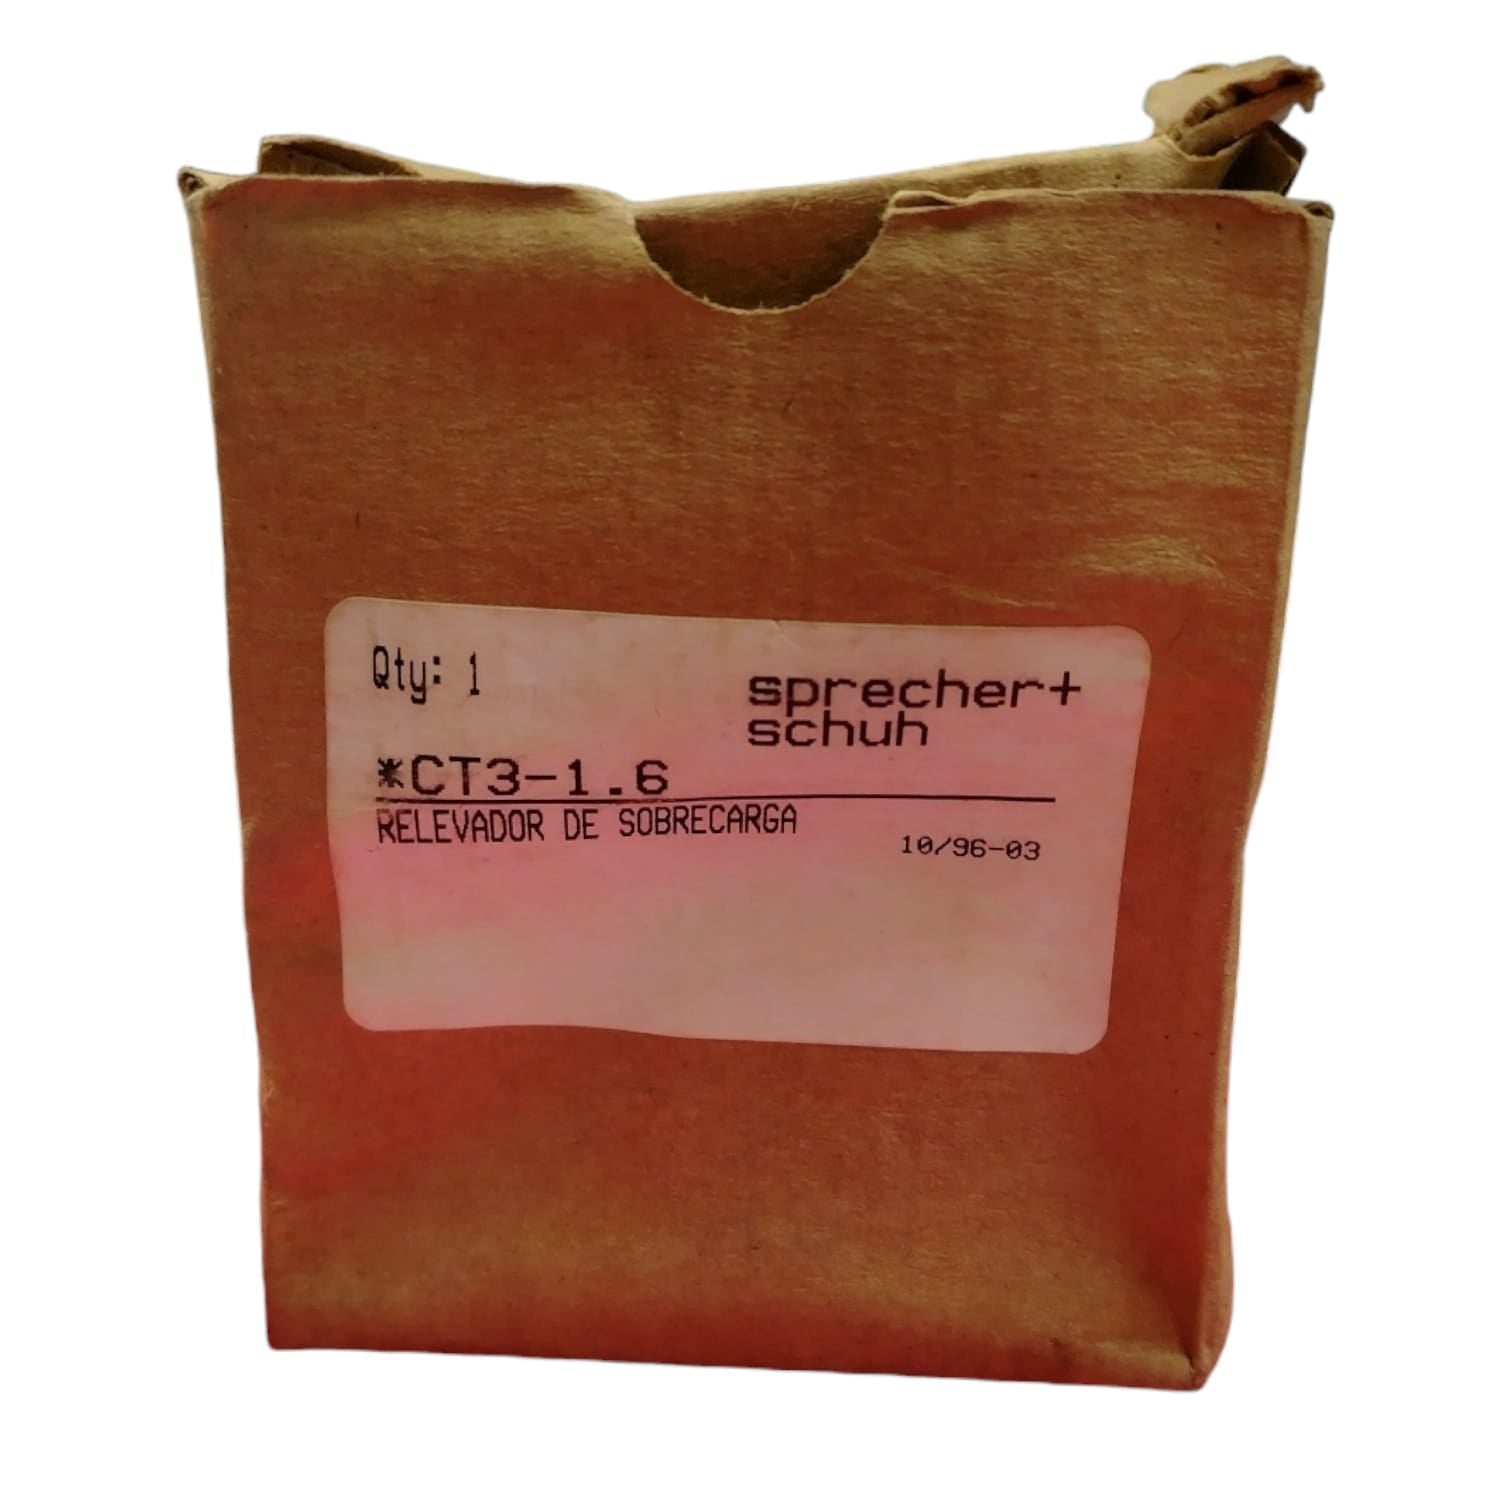 Qty: 1
sprecher+
schuh
*CT3-1.6
RELEVADOR DE SOBRECARGA
10/96-03